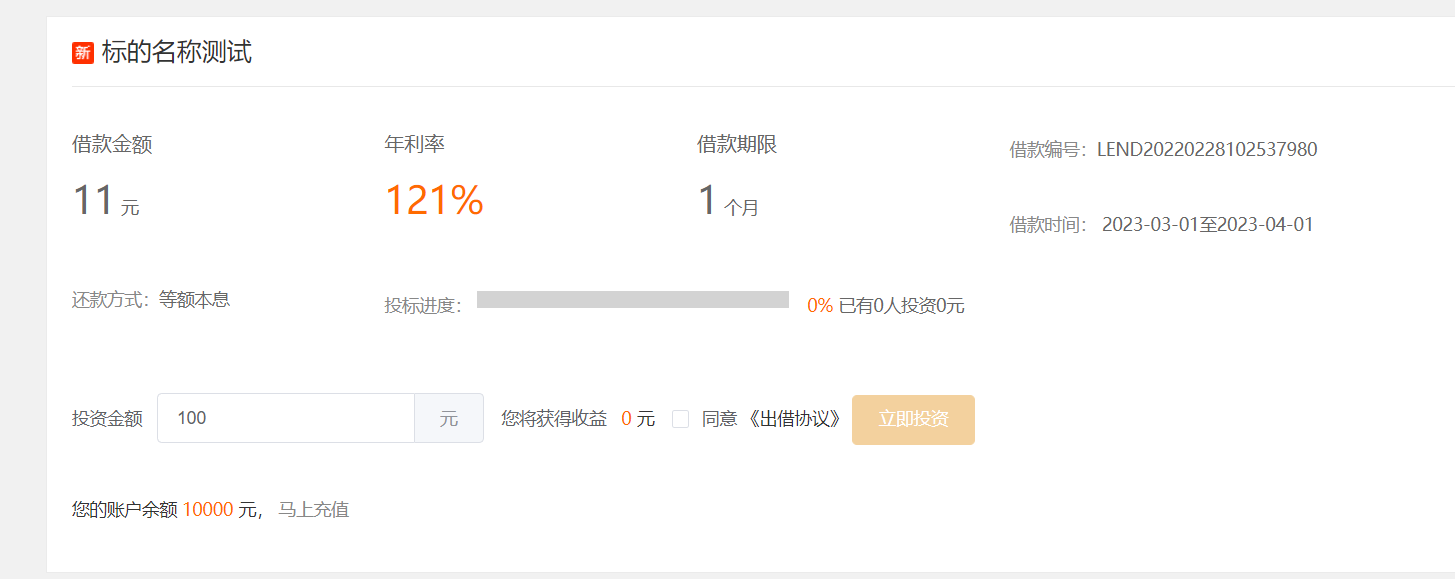 新 标的名称测试
借款金额 年利率 借款期限
借款编号：LEND20220228102537980
11 元 121% 1 个月
借款时间： 2023-03-01至2023-04-01
还款方式：等额本息 投标进度： 0% 已有0人投资0元
投资金额 100 元 您将获得收益 0 元 同意 《出借协议》 立即投资
您的账户余额 10000 元， 马上充值